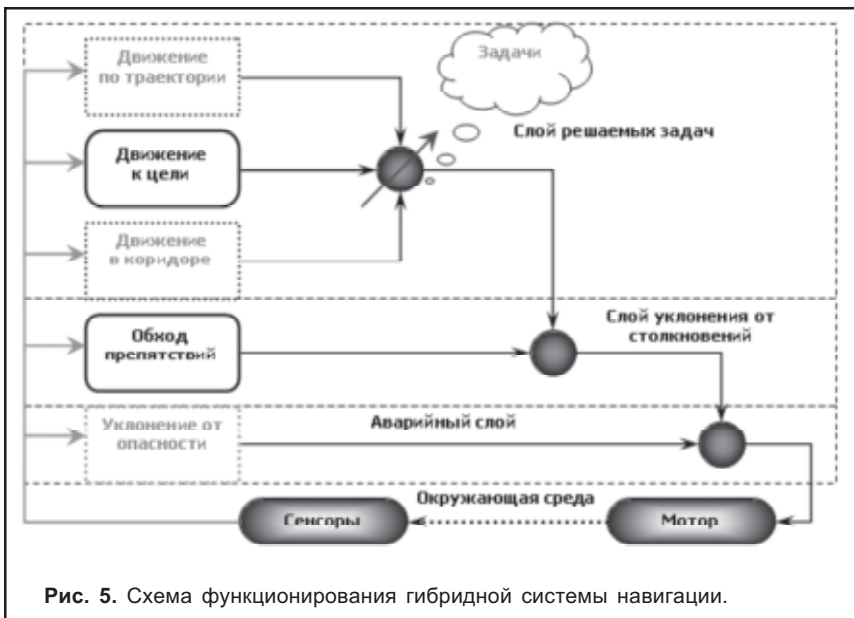 Движение
по траектории
Задачи
Слой решаемых задач
Движение
к цели
Движение
в коридоре
Обход
препятствий
Слой уклонения от
столкновений
Уклонение от
опасности
Аварийный слой
Окружающая среда
Сенсоры
Мотор
Рис. 5. Схема функционирования гибридной системы навигации.